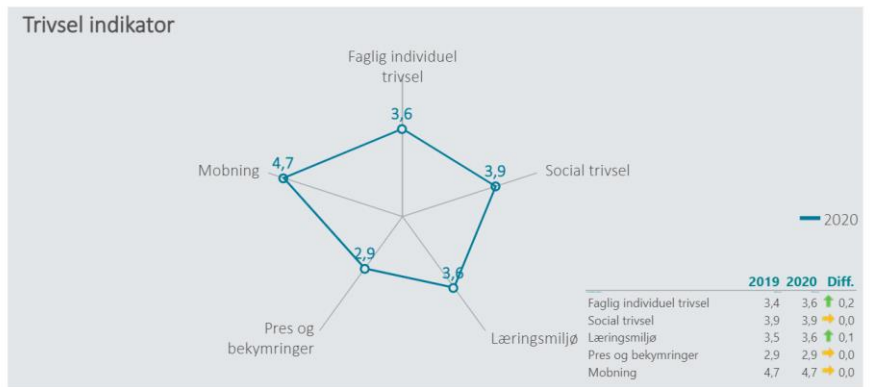 Trivsel indikator
Faglig individuel
trivsel
3,6
4,7
3,9
Mobning
Social trivsel
2020
2,9
3,6
Pres og
bekymringer
Læringsmiljø
2019 2020 Diff.
Faglig individuel trivsel 3,4 3,6 0,2
Social trivsel 3,9 3,9 0,0
Læringsmiljø 3,5 3,6 0,1
Pres og bekymringer 2,9 2,9 0,0
Mobning 4,7 4,7 0,0